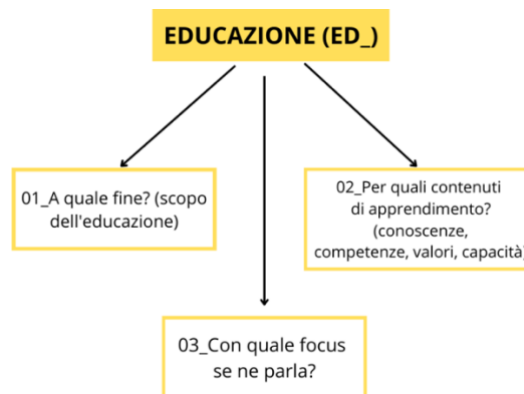 EDUCAZIONE (ED_)
01_A quale fine? (scopo
dell'educazione)
02_Per quali contenuti
di apprendimento?
(conoscenze,
competenze, valori, capacità)
03_Con quale focus
se ne parla?